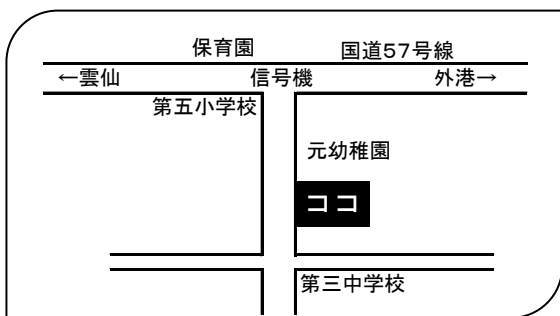 保育園 国道57号線
←雲仙 信号機 外港→
第五小学校
元幼稚園
ココ
第三中学校